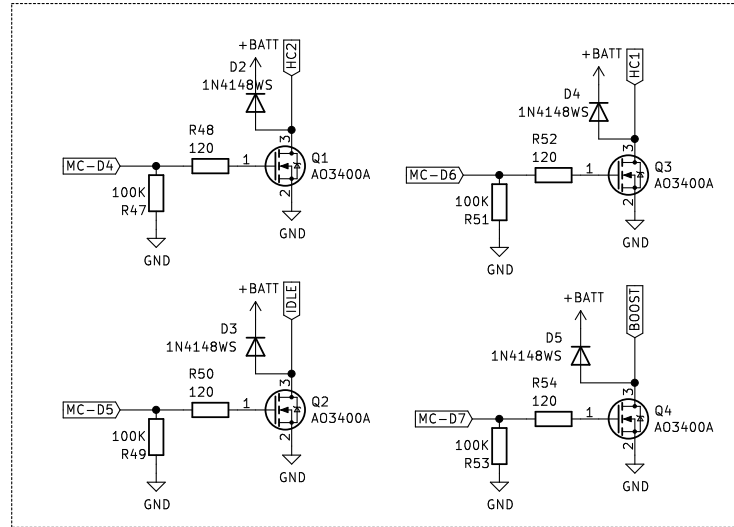 +BATT
HC2
D2
1N4148WS
R48
120
3
1
2
Q1
AO3400A
MC-D4
100K
R47
GND
GND
+BATT
HC1
D4
1N4148WS
R52
120
3
1
2
Q3
AO3400A
MC-D6
100K
R51
GND
GND
+BATT
IDLE
D3
1N4148WS
R50
120
3
1
2
Q2
AO3400A
MC-D5
100K
R49
GND
GND
+BATT
BOOST
D5
1N4148WS
R54
120
3
1
2
Q4
AO3400A
MC-D7
100K
R53
GND
GND